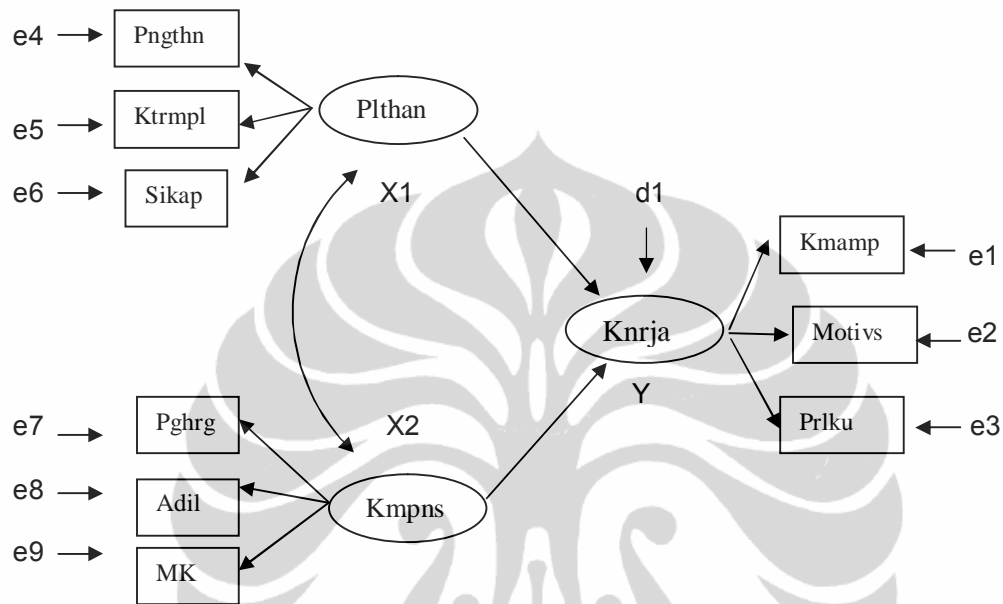 e4
Pngthn
e5
Ktrmpl
Plthan
e6
Sikap
X1
d1
Kmamp
e1
Knrja
Motivs
e2
Y
Prlku
e3
e7
Pghrg
X2
e8
Adil
Kmpns
e9
MK